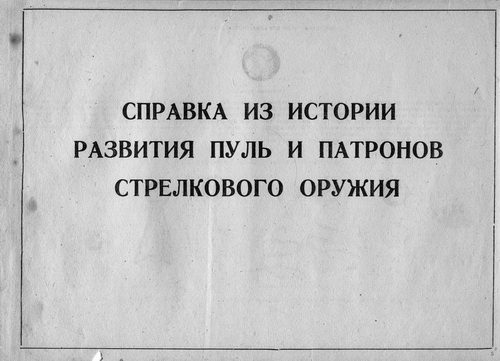 СПРАВКА ИЗ ИСТОРИИ
РАЗВИТИЯ ПУЛЬ И ПАТРОНОВ
СТРЕЛКОВОГО ОРУЖИЯ